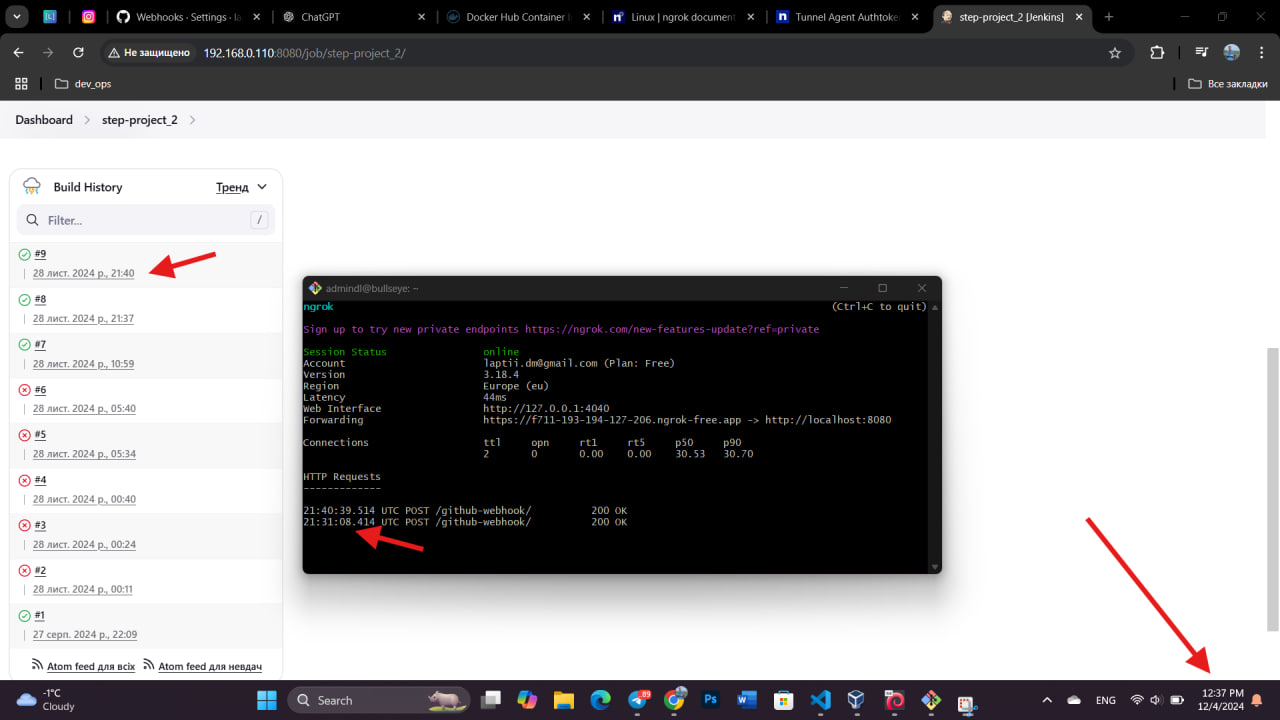 Webhooks · Settings · la
ChatGPT
Docker Hub Container I
Linux | ngrok document
Tunnel Agent Authtoke
step-project_2 [Jenkins]
Не защищено
192.168.0.110:8080/job/step-project_2/
dev_ops
Все закладки
Dashboard
step-project_2
Build History
Тренд
Filter...
/
#9
28 лист. 2024 р., 21:40
#8
28 лист. 2024 р., 21:37
#7
28 лист. 2024 р., 10:59
#6
28 лист. 2024 р., 05:40
#5
28 лист. 2024 р., 05:34
#4
28 лист. 2024 р., 00:40
#3
28 лист. 2024 р., 00:24
#2
28 лист. 2024 р., 00:11
#1
27 серп. 2024 р., 22:09
Atom feed для всіх
Atom feed для невдач
admindl@bullseye: ~
ngrok (Ctrl+C to quit)
Sign up to try new private endpoints https://ngrok.com/new-features-update?ref=private
Session Status online
Account laptii.dm@gmail.com (Plan: Free)
Version 3.18.4
Region Europe (eu)
Latency 44ms
Web Interface http://127.0.0.1:4040
Forwarding https://f711-193-194-127-206.ngrok-free.app -> http://localhost:8080
Connections ttl opn rt1 rt5 p50 p90
2 0 0.00 0.00 30.53 30.70
HTTP Requests
-------------
21:40:39.514 UTC POST /github-webhook/ 200 OK
21:31:08.414 UTC POST /github-webhook/ 200 OK
-1°C
Cloudy
Search
89
Ps
ENG
12:37 PM
12/4/2024